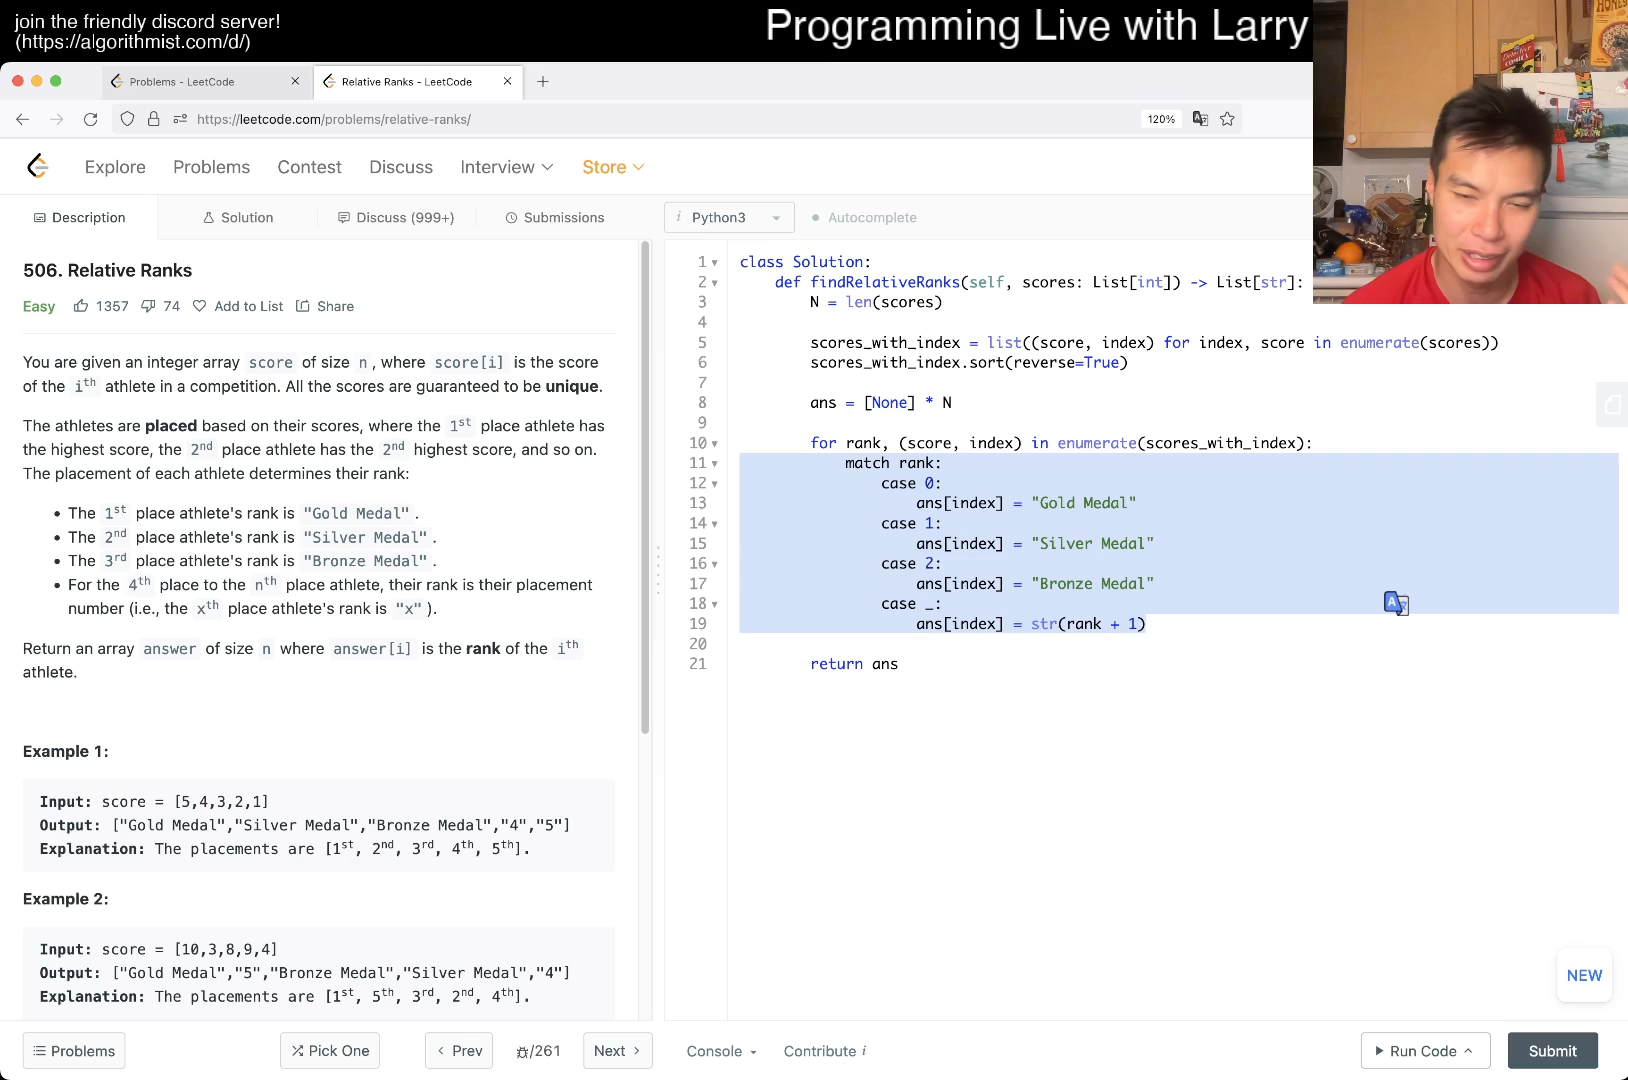 join the friendly discord server!
(https://algorithmist.com/d/)
Programming Live with Larry
Problems - LeetCode
Relative Ranks - LeetCode
https://leetcode.com/problems/relative-ranks/
120%
Explore
Problems
Contest
Discuss
Interview
Store
Description
Solution
Discuss (999+)
Submissions
i Python3
Autocomplete
506. Relative Ranks
Easy 1357 74 Add to List Share
You are given an integer array score of size n , where score[i] is the score
of the ith athlete in a competition. All the scores are guaranteed to be unique.
The athletes are placed based on their scores, where the 1st place athlete has
the highest score, the 2nd place athlete has the 2nd highest score, and so on.
The placement of each athlete determines their rank:
• The 1st place athlete's rank is "Gold Medal" .
• The 2nd place athlete's rank is "Silver Medal" .
• The 3rd place athlete's rank is "Bronze Medal" .
• For the 4th place to the nth place athlete, their rank is their placement
number (i.e., the xth place athlete's rank is "x" ).
Return an array answer of size n where answer[i] is the rank of the ith
athlete.
Example 1:
Input: score = [5,4,3,2,1]
Output: ["Gold Medal","Silver Medal","Bronze Medal","4","5"]
Explanation: The placements are [1st, 2nd, 3rd, 4th, 5th].
Example 2:
Input: score = [10,3,8,9,4]
Output: ["Gold Medal","5","Bronze Medal","Silver Medal","4"]
Explanation: The placements are [1st, 5th, 3rd, 2nd, 4th].
1 class Solution:
2 def findRelativeRanks(self, scores: List[int]) -> List[str]:
3 N = len(scores)
4
5 scores_with_index = list((score, index) for index, score in enumerate(scores))
6 scores_with_index.sort(reverse=True)
7
8 ans = [None] * N
9
10 for rank, (score, index) in enumerate(scores_with_index):
11 match rank:
12 case 0:
13 ans[index] = "Gold Medal"
14 case 1:
15 ans[index] = "Silver Medal"
16 case 2:
17 ans[index] = "Bronze Medal"
18 case _:
19 ans[index] = str(rank + 1)
20
21 return ans
NEW
Problems
Pick One
Prev
/261
Next
Console
Contribute i
Run Code
Submit